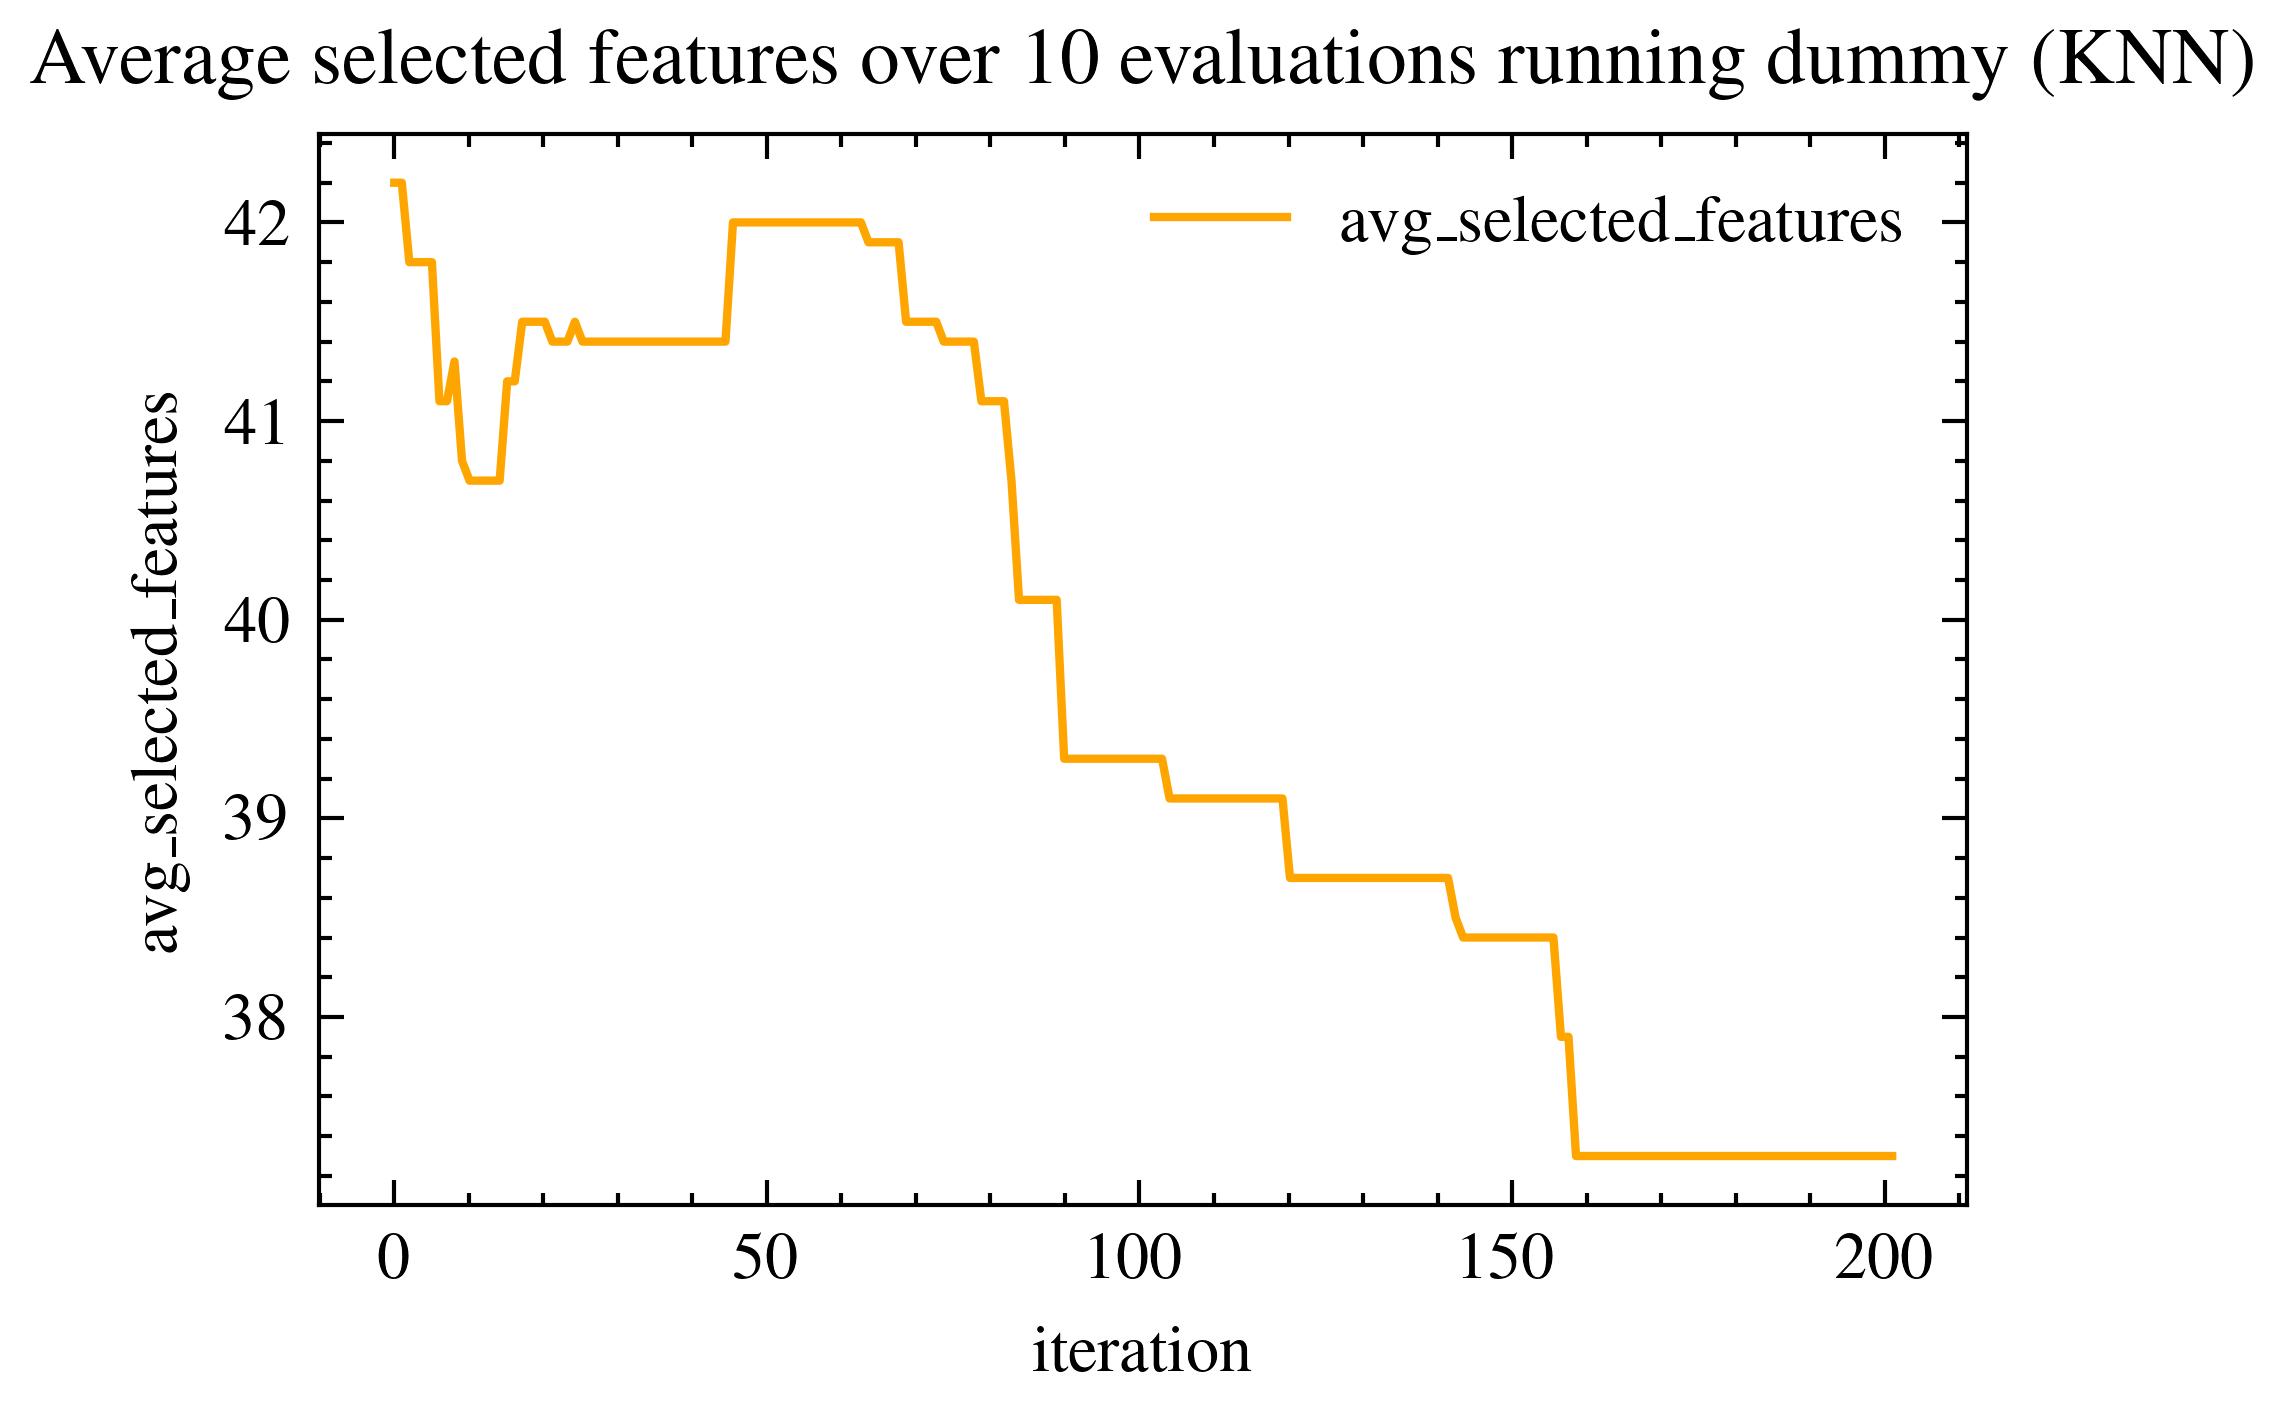 Average selected features over 10 evaluations running dummy (KNN)
avg_selected_features
42
41
40
39
38
avg_selected_features
0 50 100 150 200
iteration